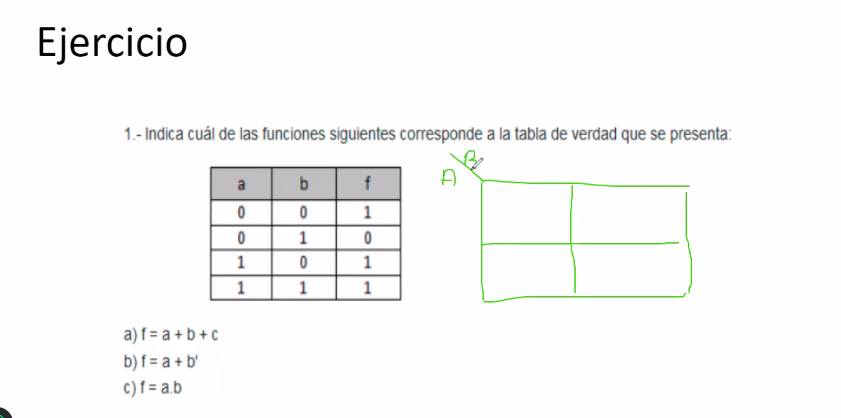 Ejercicio
1.- Indica cuál de las funciones siguientes corresponde a la tabla de verdad que se presenta:
B
A
a b f
0 0 1
0 1 0
1 0 1
1 1 1
a) f = a + b + c
b) f = a + b'
c) f = a.b